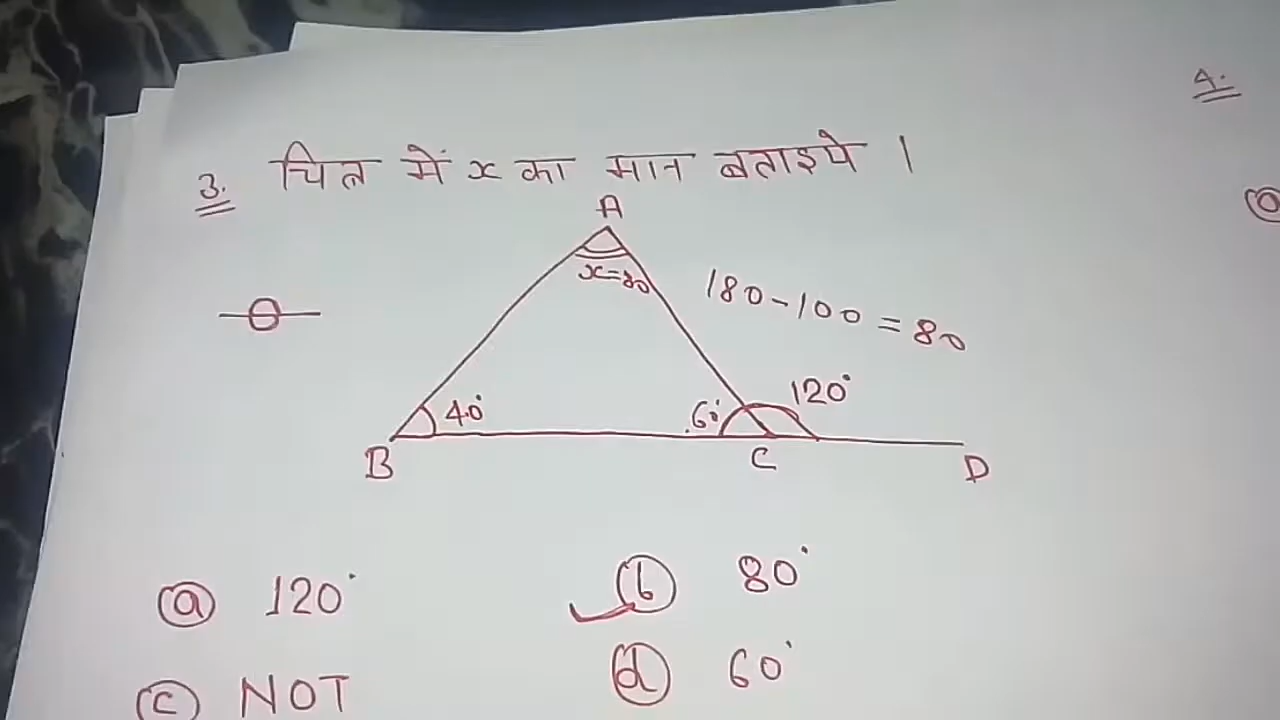 4.
3. चित्र में x का मान बताइये ।
A
x=80
180-100=80
120°
40°
60°
B
C
D
a 120°
b 80°
c NOT
d 60°